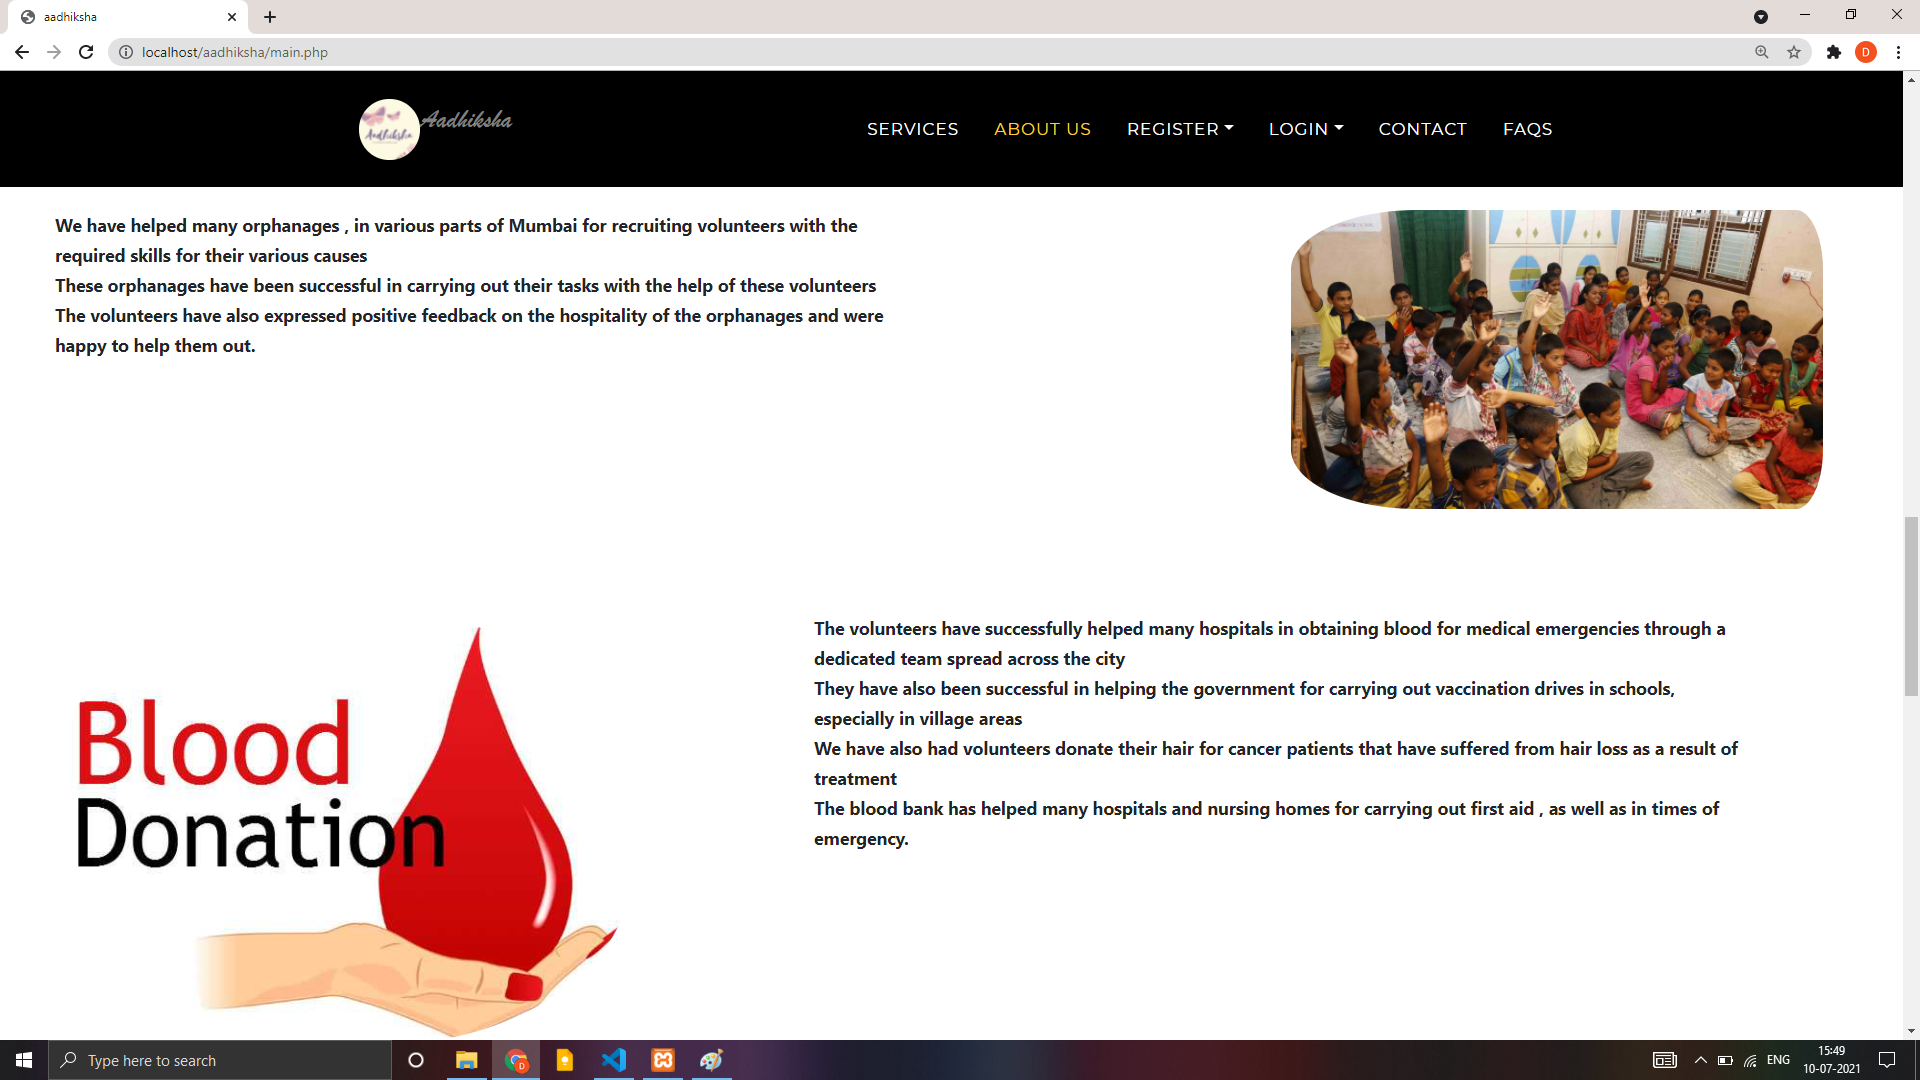 aadhiksha
localhost/aadhiksha/main.php
D
Aadhiksha
Aadhiksha
SERVICES
ABOUT US
REGISTER
LOGIN
CONTACT
FAQS
We have helped many orphanages , in various parts of Mumbai for recruiting volunteers with the
required skills for their various causes
These orphanages have been successful in carrying out their tasks with the help of these volunteers
The volunteers have also expressed positive feedback on the hospitality of the orphanages and were
happy to help them out.
Blood
Donation
The volunteers have successfully helped many hospitals in obtaining blood for medical emergencies through a
dedicated team spread across the city
They have also been successful in helping the government for carrying out vaccination drives in schools,
especially in village areas
We have also had volunteers donate their hair for cancer patients that have suffered from hair loss as a result of
treatment
The blood bank has helped many hospitals and nursing homes for carrying out first aid , as well as in times of
emergency.
Type here to search
D
ENG
15:49
10-07-2021